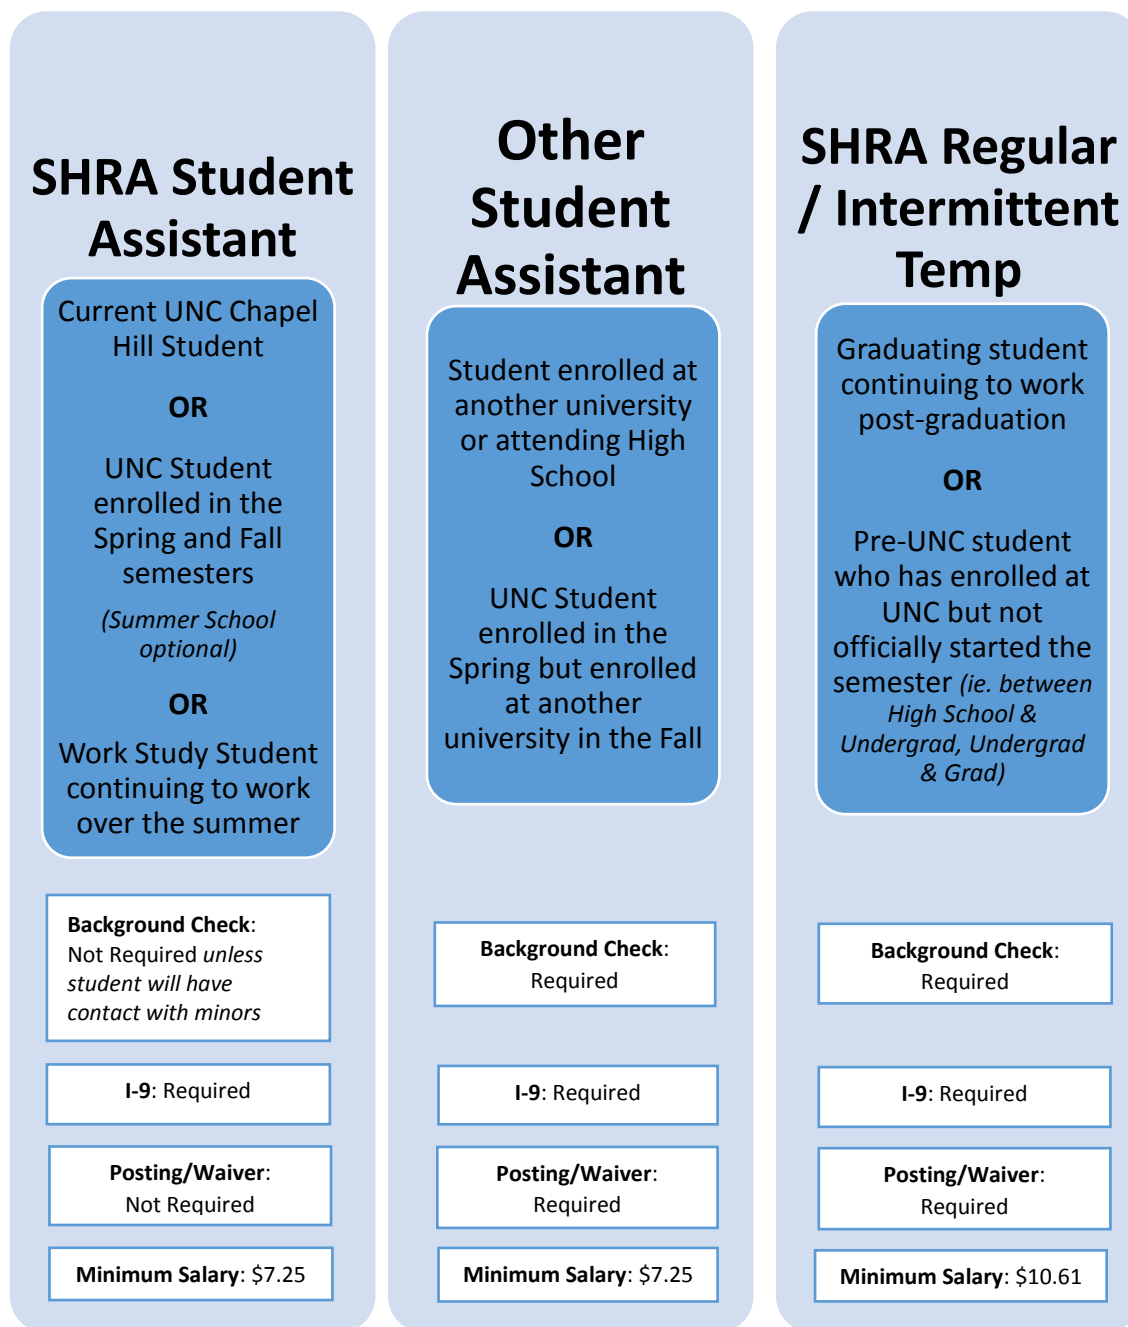 SHRA Student
Assistant
Current UNC Chapel
Hill Student
OR
UNC Student
enrolled in the
Spring and Fall
semesters
(Summer School
optional)
OR
Work Study Student
continuing to work
over the summer
Background Check:
Not Required unless
student will have
contact with minors
I-9: Required
Posting/Waiver:
Not Required
Minimum Salary: $7.25
Other
Student
Assistant
Student enrolled at
another university
or attending High
School
OR
UNC Student
enrolled in the
Spring but enrolled
at another
university in the Fall
Background Check:
Required
I-9: Required
Posting/Waiver:
Required
Minimum Salary: $7.25
SHRA Regular
/ Intermittent
Temp
Graduating student
continuing to work
post-graduation
OR
Pre-UNC student
who has enrolled at
UNC but not
officially started the
semester (ie. between
High School &
Undergrad, Undergrad
& Grad)
Background Check:
Required
I-9: Required
Posting/Waiver:
Required
Minimum Salary: $10.61